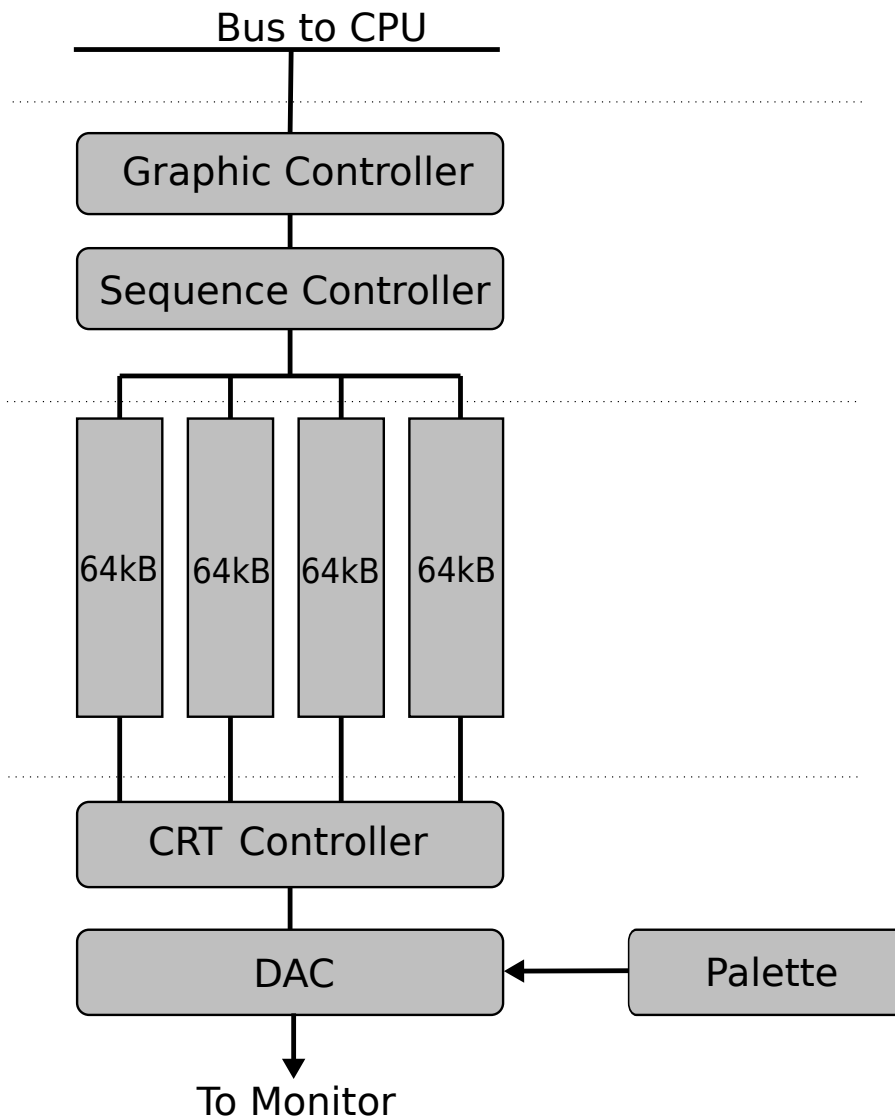 Bus to CPU
Graphic Controller
Sequence Controller
64kB 64kB 64kB 64kB
CRT Controller
DAC
Palette
To Monitor